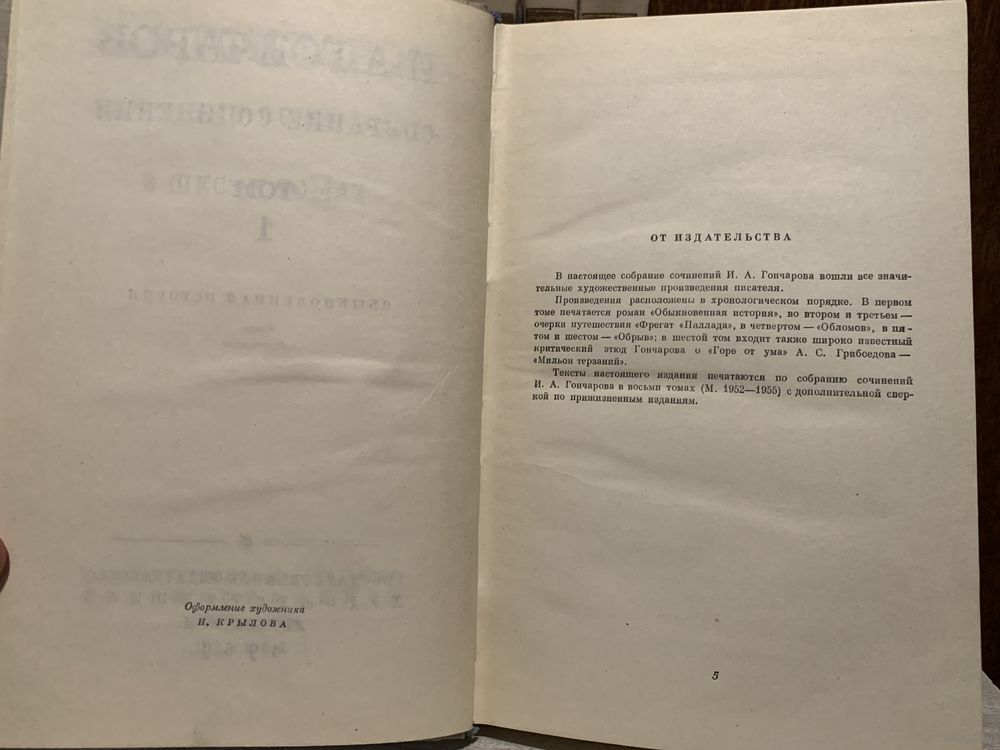 Оформление художника
Н. КРЫЛОВА
ОТ ИЗДАТЕЛЬСТВА
В настоящее собрание сочинений И. А. Гончарова вошли все значи-
тельные художественные произведения писателя.
Произведения расположены в хронологическом порядке. В первом
томе печатается роман «Обыкновенная история», во втором и третьем —
очерки путешествия «Фрегат «Паллада», в четвертом — «Обломов», в пя-
том и шестом — «Обрыв»; в шестой том входит также широко известный
критический этюд Гончарова о «Горе от ума» А. С. Грибоедова —
«Мильон терзаний».
Тексты настоящего издания печатаются по собранию сочинений
И. А. Гончарова в восьми томах (М. 1952—1955) с дополнительной свер-
кой по прижизненным изданиям.
5